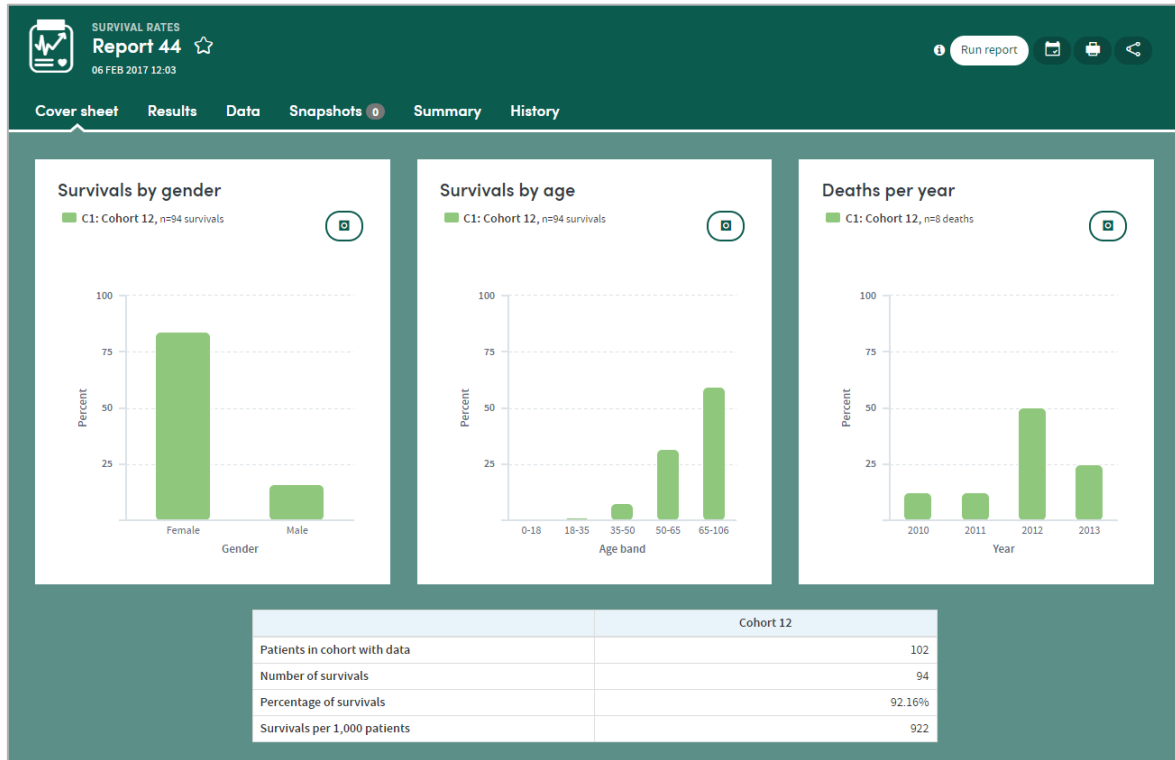 SURVIVAL RATES
Report 44
06 FEB 2017 12:03
Run report
Cover sheet Results Data Snapshots 0 Summary History
Survivals by gender
C1: Cohort 12, n=94 survivals
100
75
50
25
Percent
Female Male
Gender
Survivals by age
C1: Cohort 12, n=94 survivals
100
75
50
25
Percent
0-18 18-35 35-50 50-65 65-106
Age band
Deaths per year
C1: Cohort 12, n=8 deaths
100
75
50
25
Percent
2010 2011 2012 2013
Year
Cohort 12
Patients in cohort with data 102
Number of survivals 94
Percentage of survivals 92.16%
Survivals per 1,000 patients 922